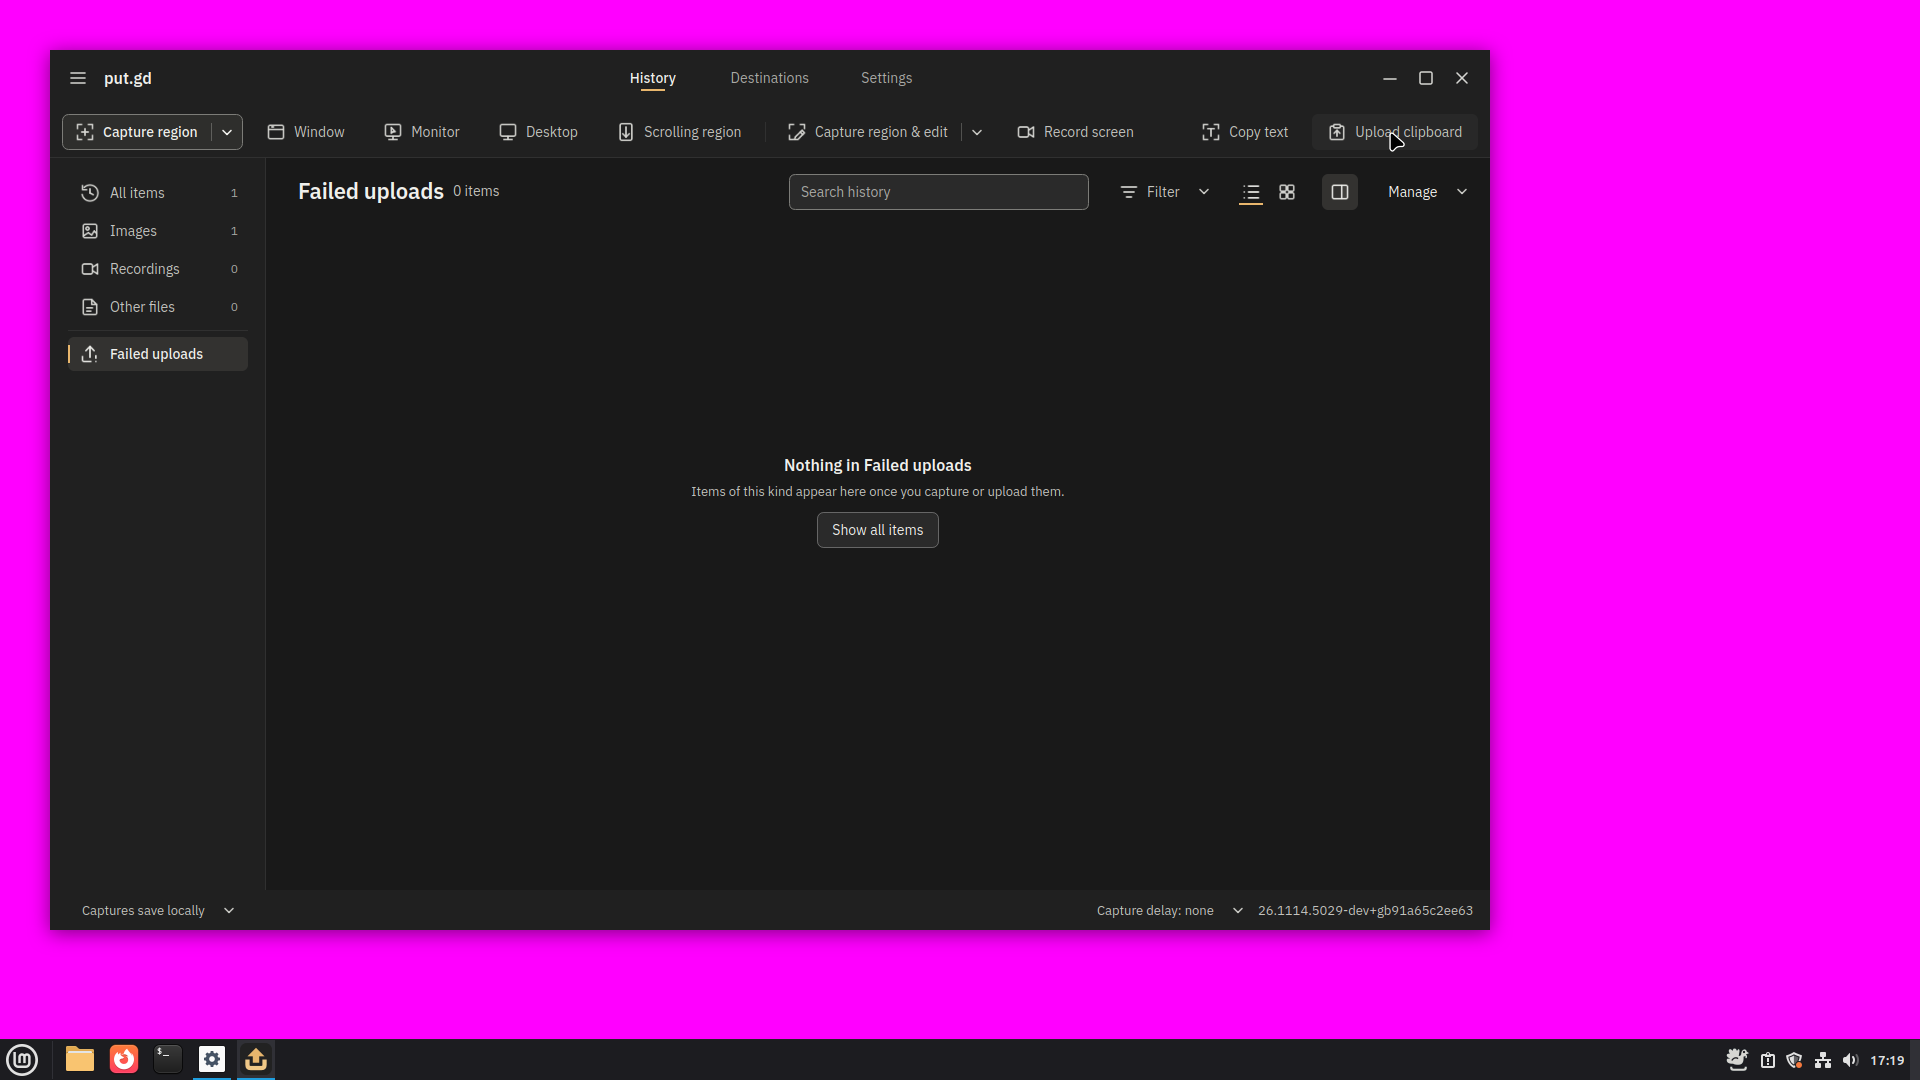 put.gd
History
Destinations
Settings
Capture region
Window
Monitor
Desktop
Scrolling region
Capture region & edit
Record screen
Copy text
Upload clipboard
All items 1
Images 1
Recordings 0
Other files 0
Failed uploads
Failed uploads 0 items
Search history
Filter
Manage
Nothing in Failed uploads
Items of this kind appear here once you capture or upload them.
Show all items
Captures save locally
Capture delay: none
26.1114.5029-dev+gb91a65c2ee63
$_
17:19